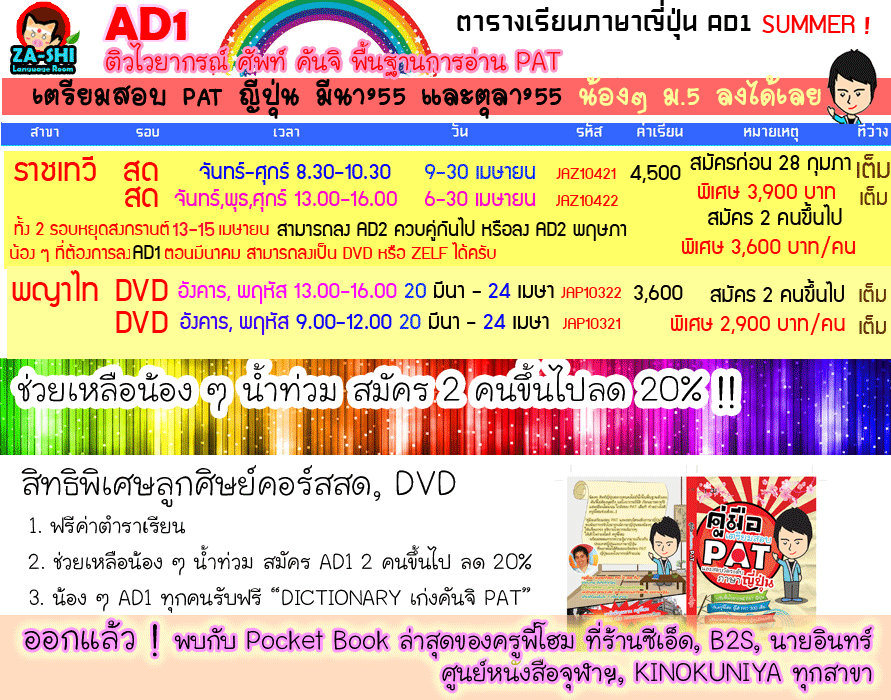 ZA-SHI
Language Room
AD1
ติวไวยากรณ์ ศัพท์ คันจิ พื้นฐานการอ่าน PAT
ตารางเรียนภาษาญี่ปุ่น AD1 SUMMER !
เตรียมสอบ PAT ญี่ปุ่น มีนา'55 และตุลา'55 น้องๆ ม.5 ลงได้เลย
สาขา รอบ เวลา วัน รหัส ค่าเรียน หมายเหตุ ที่ว่าง
ราชเทวี สด จันทร์-ศุกร์ 8.30-10.30 9-30 เมษายน JAZ10421 4,500 สมัครก่อน 28 กุมภา เต็ม
สด จันทร์,พุธ,ศุกร์ 13.00-16.00 6-30 เมษายน JAZ10422 พิเศษ 3,900 บาท เต็ม
สมัคร 2 คนขึ้นไป
ทั้ง 2 รอบหยุดสงกรานต์ 13-15 เมษายน สามารถลง AD2 ควบคู่กันไป หรือลง AD2 พฤษภา
น้อง ๆ ที่ต้องการลงAD1 ตอนมีนาคม สามารถลงเป็น DVD หรือ ZELF ได้ครับ พิเศษ 3,600 บาท/คน
พญาไท DVD อังคาร, พฤหัส 13.00-16.00 20 มีนา - 24 เมษา JAP10322 3,600 สมัคร 2 คนขึ้นไป เต็ม
DVD อังคาร, พฤหัส 9.00-12.00 20 มีนา - 24 เมษา JAP10321 พิเศษ 2,900 บาท/คน เต็ม
ช่วยเหลือน้อง ๆ น้ำท่วม สมัคร 2 คนขึ้นไปลด 20% !!
สิทธิพิเศษลูกศิษย์คอร์สสด, DVD
1. ฟรีค่าตำราเรียน
2. ช่วยเหลือน้อง ๆ น้ำท่วม สมัคร AD1 2 คนขึ้นไป ลด 20%
3. น้อง ๆ AD1 ทุกคนรับฟรี "DICTIONARY เก่งคันจิ PAT"
คู่มือ
เตรียมสอบ
PAT
ภาษาญี่ปุ่น
ออกแล้ว ! พบกับ Pocket Book ล่าสุดของครูพี่โฮม ที่ร้านซีเอ็ด, B2S, นายอินทร์
ศูนย์หนังสือจุฬาฯ, KINOKUNIYA ทุกสาขา